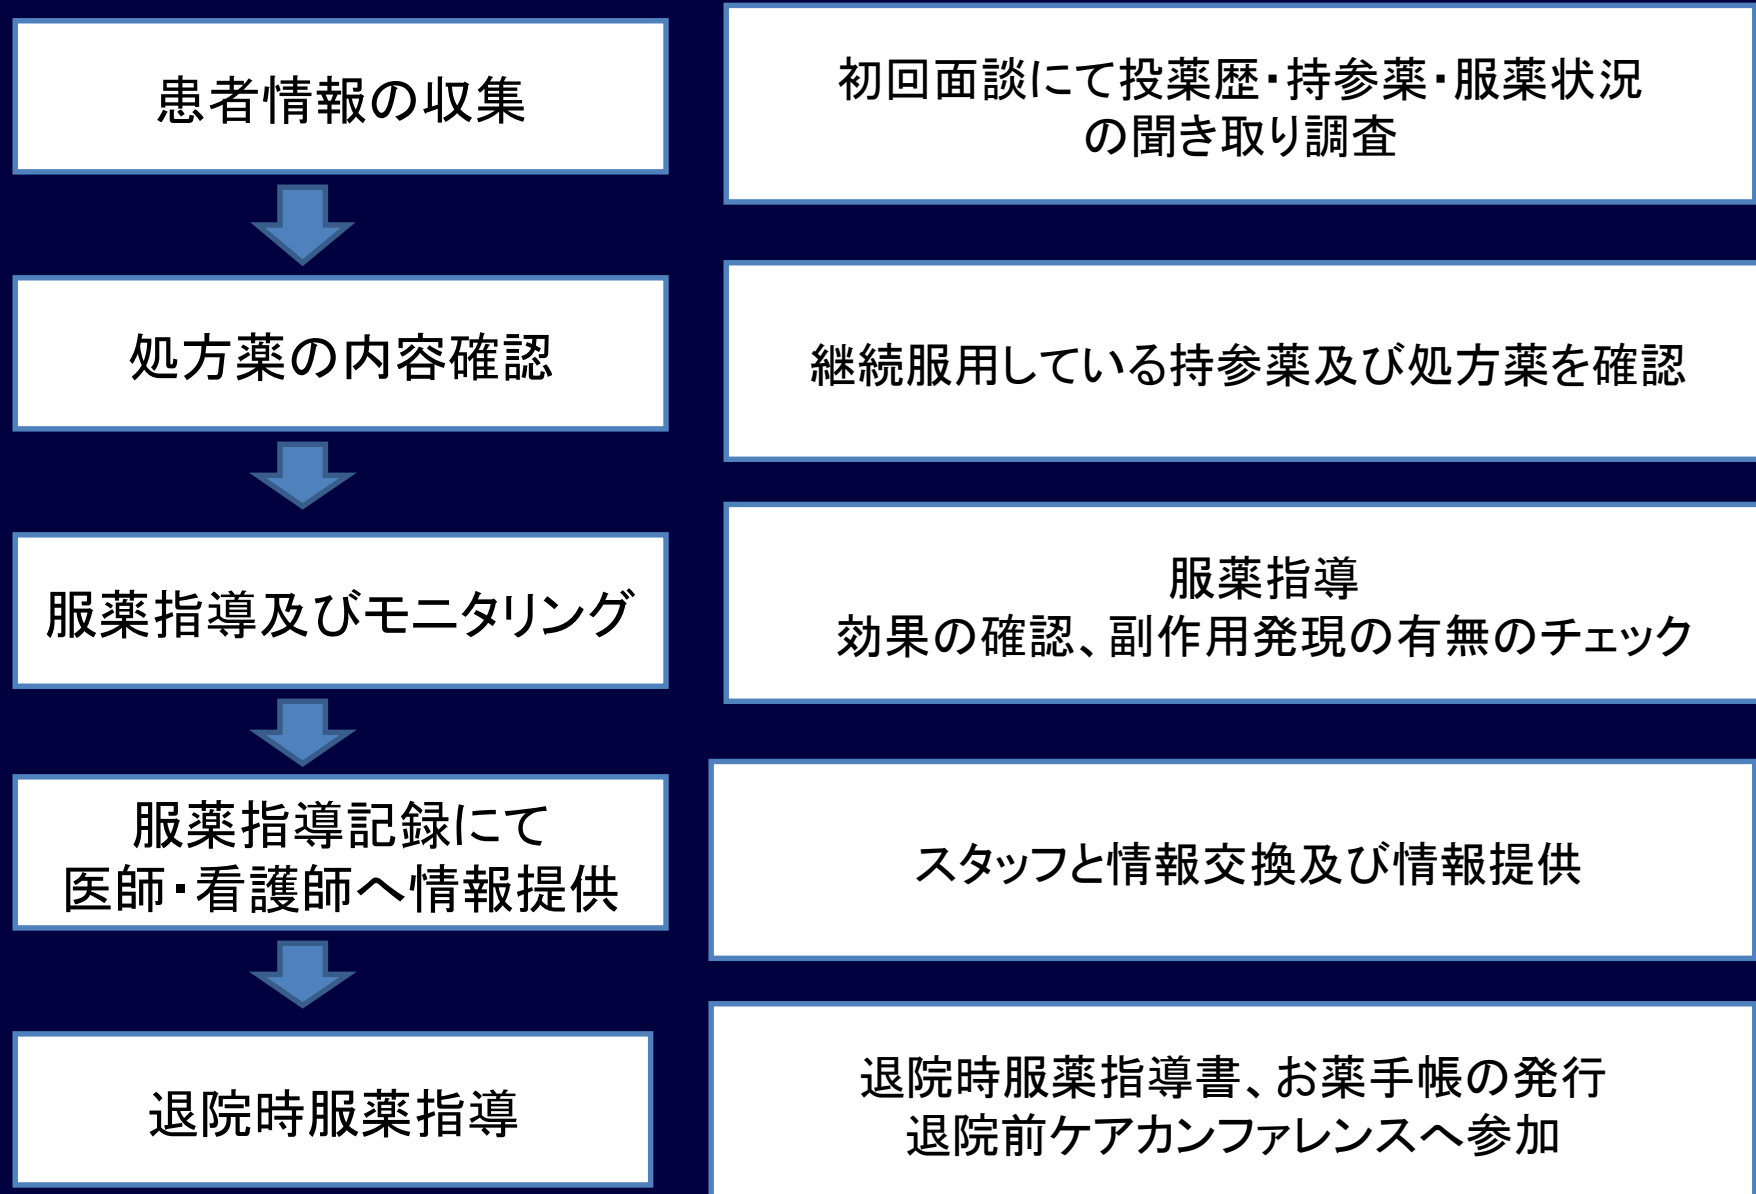 患者情報の収集
初回面談にて投薬歴・持参薬・服薬状況
の聞き取り調査
処方薬の内容確認
継続服用している持参薬及び処方薬を確認
服薬指導及びモニタリング
服薬指導
効果の確認、副作用発現の有無のチェック
服薬指導記録にて
医師・看護師へ情報提供
スタッフと情報交換及び情報提供
退院時服薬指導
退院時服薬指導書、お薬手帳の発行
退院前ケアカンファレンスへ参加